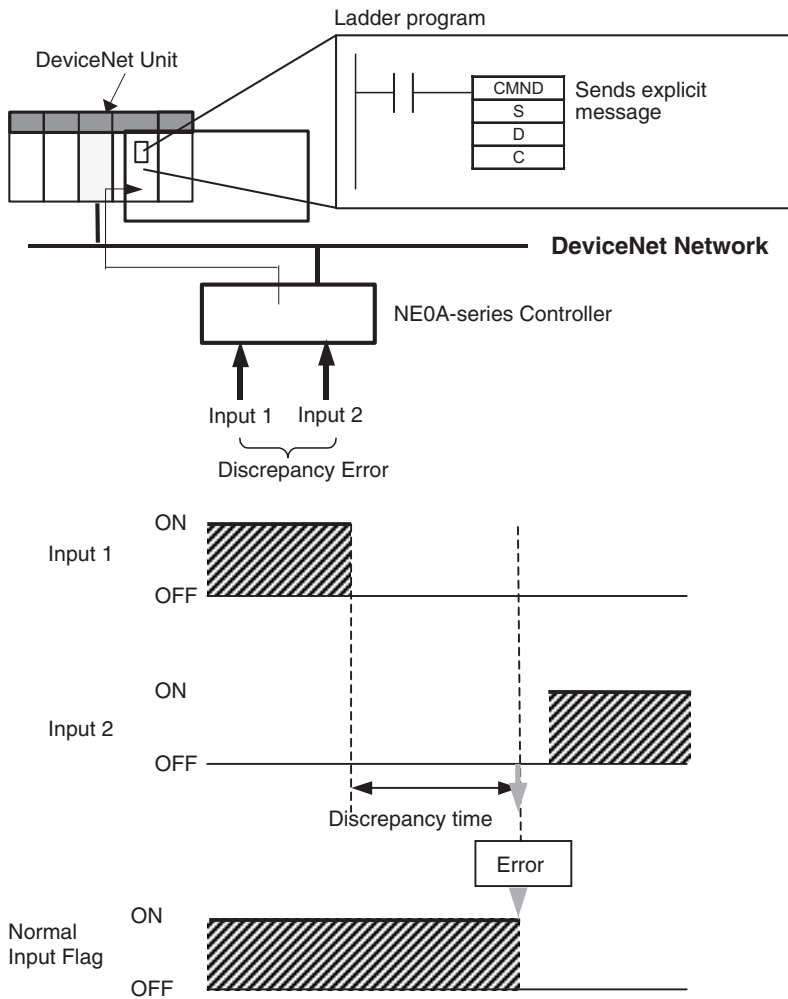 Ladder program
DeviceNet Unit
CMND
S
D
C
Sends explicit
message
DeviceNet Network
NE0A-series Controller
Input 1
Input 2
Discrepancy Error
ON
Input 1
OFF
ON
Input 2
OFF
Discrepancy time
Error
ON
Normal
Input Flag
OFF